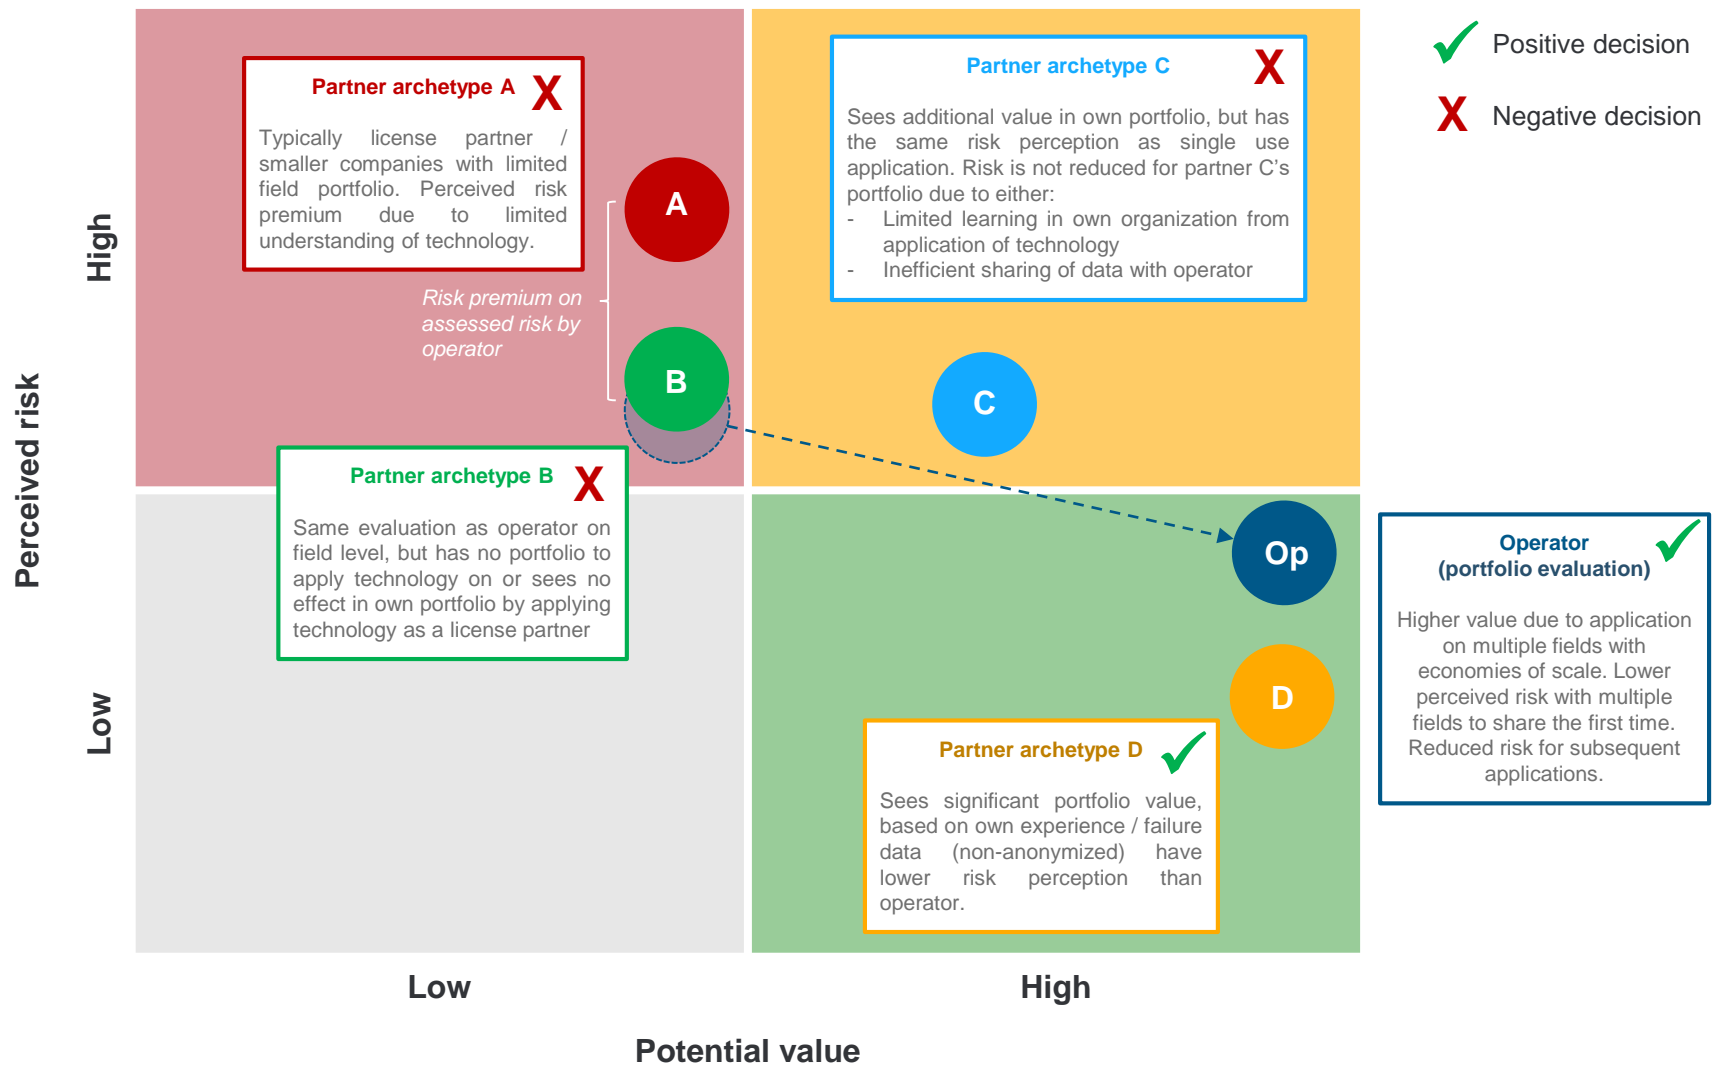 Positive decision
Negative decision
Partner archetype A
X
Typically license partner /
smaller companies with limited
field portfolio. Perceived risk
premium due to limited
understanding of technology.
Partner archetype C
X
Sees additional value in own portfolio, but has
the same risk perception as single use
application. Risk is not reduced for partner C's
portfolio due to either:
- Limited learning in own organization from
application of technology
- Inefficient sharing of data with operator
X
A
Risk premium on
assessed risk by
operator
B
C
High
Perceived risk
Low
Partner archetype B
X
Same evaluation as operator on
field level, but has no portfolio to
apply technology on or sees no
effect in own portfolio by applying
technology as a license partner
Op
Operator
(portfolio evaluation)
Higher value due to application
on multiple fields with
economies of scale. Lower
perceived risk with multiple
fields to share the first time.
Reduced risk for subsequent
applications.
D
Partner archetype D
Sees significant portfolio value,
based on own experience / failure
data (non-anonymized) have
lower risk perception than
operator.
Low
High
Potential value